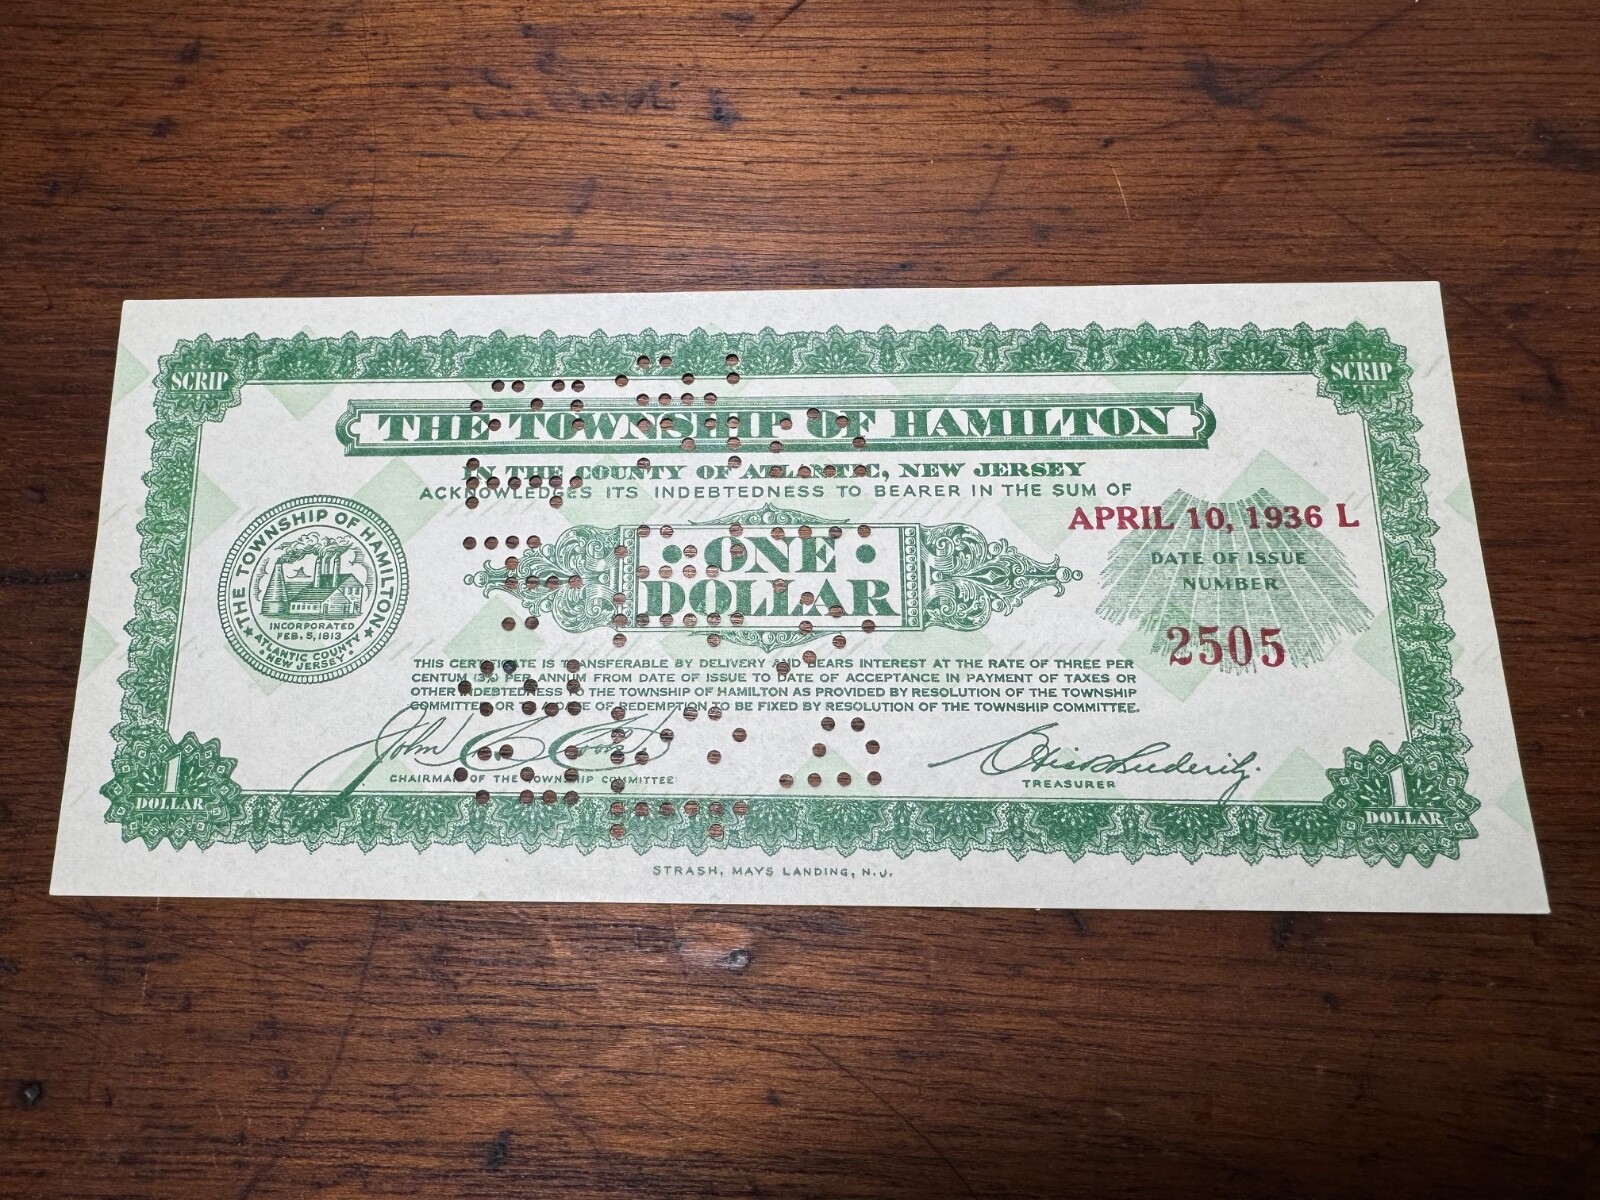 SCRIP
SCRIP
THE TOWNSHIP OF HAMILTON
IN THE COUNTY OF ATLANTIC, NEW JERSEY
ACKNOWLEDGES ITS INDEBTEDNESS TO BEARER IN THE SUM OF
• ONE •
DOLLAR
APRIL 10, 1936 L
DATE OF ISSUE
NUMBER
2505
THE TOWNSHIP OF HAMILTON
INCORPORATED
FEB. 5, 1813
ATLANTIC COUNTY
NEW JERSEY
THIS CERTIFICATE IS TRANSFERABLE BY DELIVERY AND BEARS INTEREST AT THE RATE OF THREE PER
CENTUM (3%) PER ANNUM FROM DATE OF ISSUE TO DATE OF ACCEPTANCE IN PAYMENT OF TAXES OR
OTHER INDEBTEDNESS TO THE TOWNSHIP OF HAMILTON AS PROVIDED BY RESOLUTION OF THE TOWNSHIP
COMMITTEE OR TO A DATE OF REDEMPTION TO BE FIXED BY RESOLUTION OF THE TOWNSHIP COMMITTEE.
John
CHAIRMAN OF THE TOWNSHIP COMMITTEE
TREASURER
1
DOLLAR
1
DOLLAR
STRASH, MAYS LANDING, N.J.